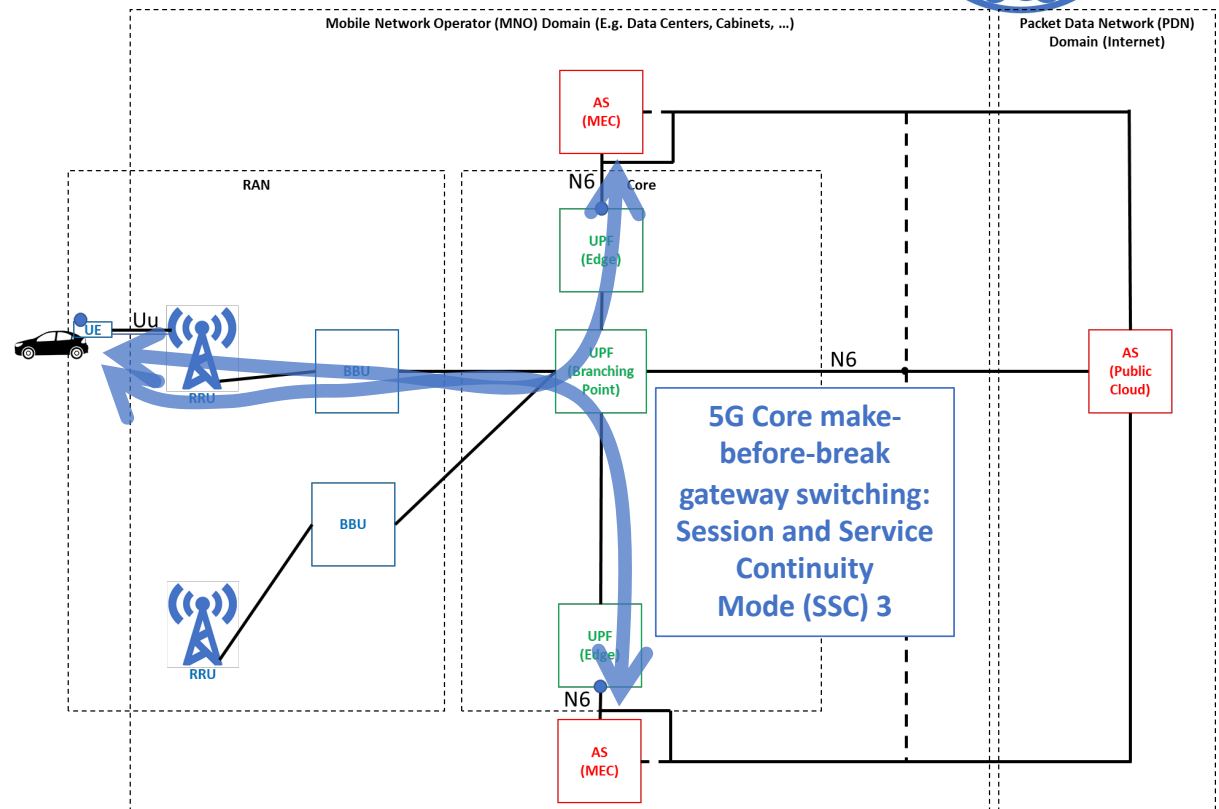 Mobile Network Operator (MNO) Domain (E.g. Data Centers, Cabinets, ...)
Packet Data Network (PDN)
Domain (Internet)
AS
(MEC)
RAN
N6
Core
UPF
(Edge)
UE
Uu
RRU
BBU
UPF
(Branching
Point)
N6
AS
(Public
Cloud)
5G Core make-
before-break
gateway switching:
Session and Service
Continuity
Mode (SSC) 3
BBU
RRU
UPF
(Edge)
N6
AS
(MEC)